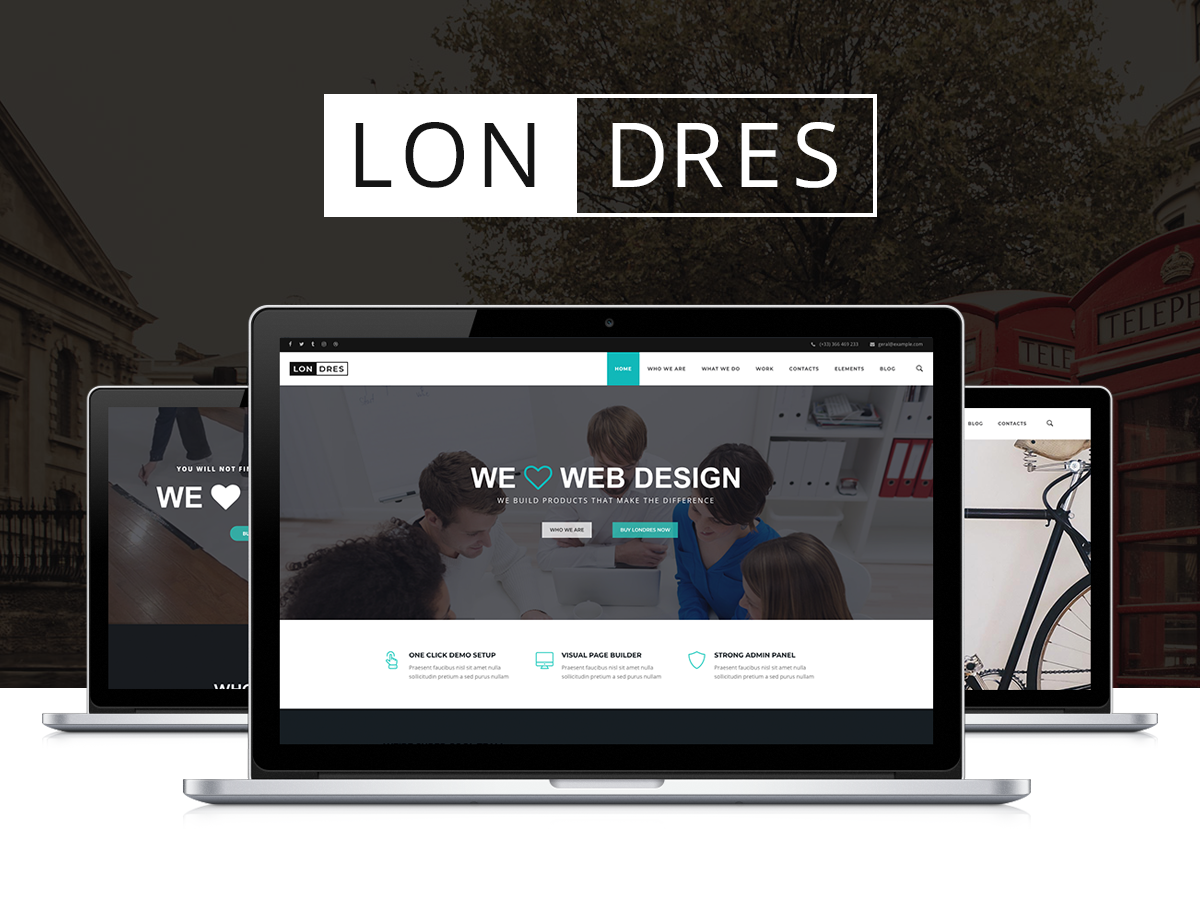 LON DRES
TELEPH
TELE
(+33) 366 469 233 geral@example.com
LON DRES
HOME WHO WE ARE WHAT WE DO WORK CONTACTS ELEMENTS BLOG
WE WEB DESIGN
WE BUILD PRODUCTS THAT MAKE THE DIFFERENCE
WHO WE ARE BUY LONDRES NOW
ONE CLICK DEMO SETUP
Praesent faucibus nisl sit amet nulla
sollicitudin pretium a sed purus nullam
VISUAL PAGE BUILDER
Praesent faucibus nisl sit amet nulla
sollicitudin pretium a sed purus nullam
STRONG ADMIN PANEL
Praesent faucibus nisl sit amet nulla
sollicitudin pretium a sed purus nullam
YOU WILL NOT FI
WE
BU
WHO
BLOG CONTACTS